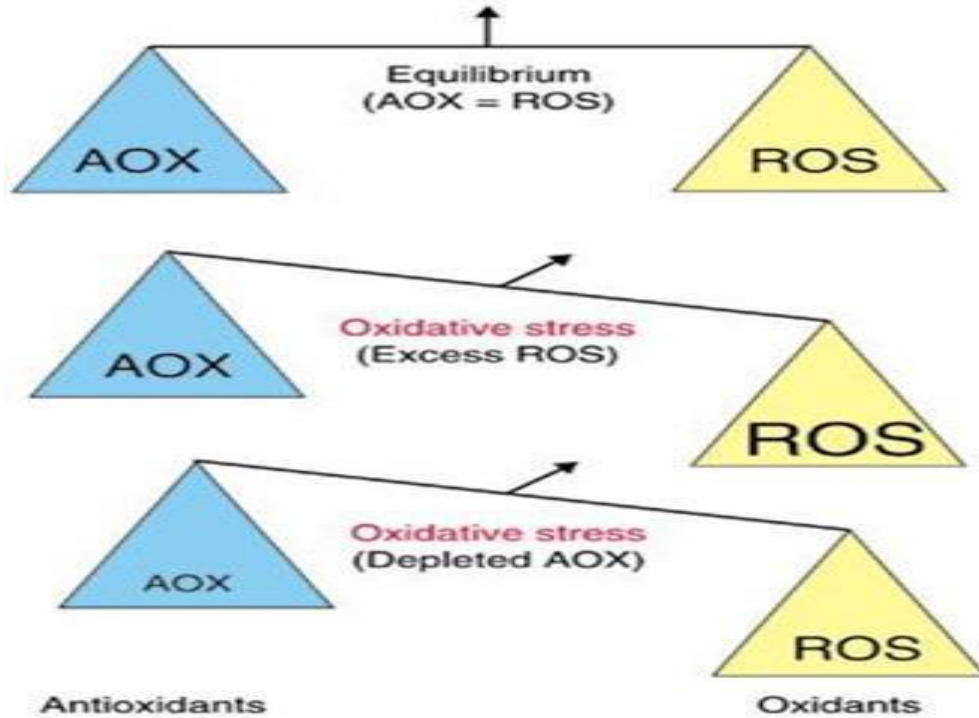 Equilibrium
(AOX = ROS)
AOX
ROS
Oxidative stress
(Excess ROS)
AOX
ROS
Oxidative stress
(Depleted AOX)
AOX
ROS
Antioxidants
Oxidants